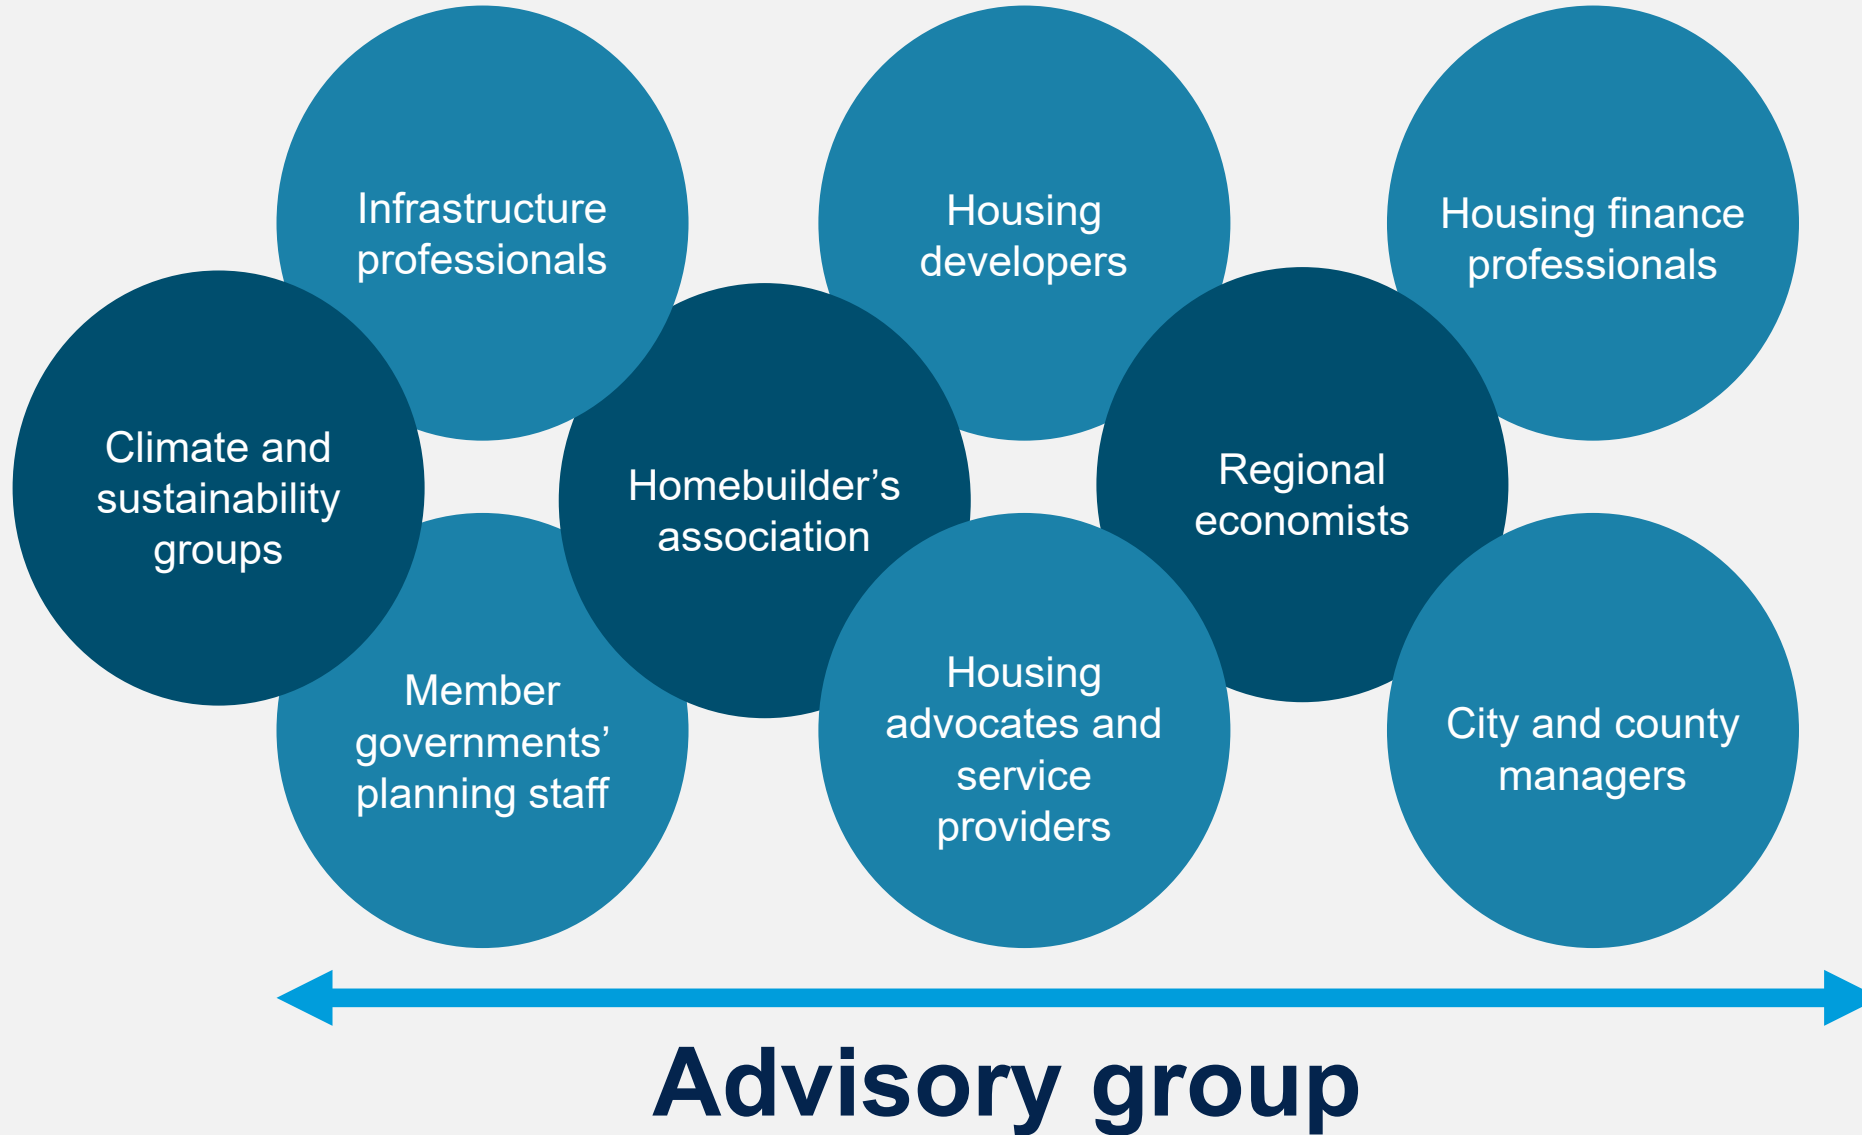 Infrastructure
professionals
Housing
developers
Housing finance
professionals
Climate and
sustainability
groups
Homebuilder’s
association
Regional
economists
Member
governments’
planning staff
Housing
advocates and
service
providers
City and county
managers
Advisory group